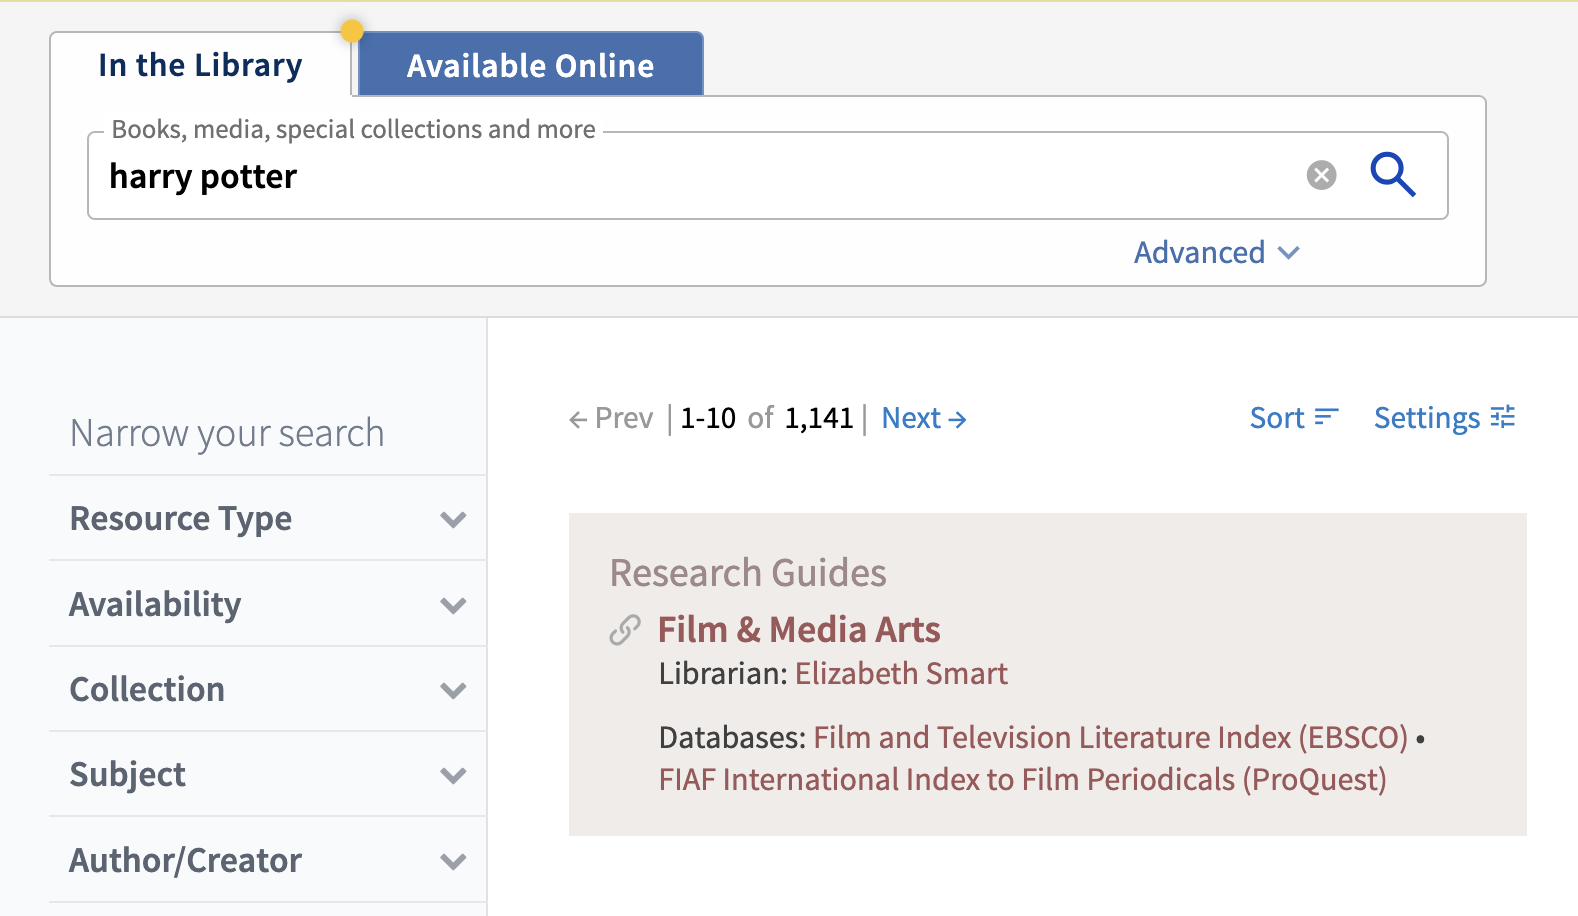 In the Library
Available Online
Books, media, special collections and more
harry potter
Advanced
Narrow your search
Resource Type
Availability
Collection
Subject
Author/Creator
← Prev | 1-10 of 1,141 | Next →
Sort
Settings
Research Guides
Film & Media Arts
Librarian: Elizabeth Smart
Databases: Film and Television Literature Index (EBSCO) •
FIAF International Index to Film Periodicals (ProQuest)